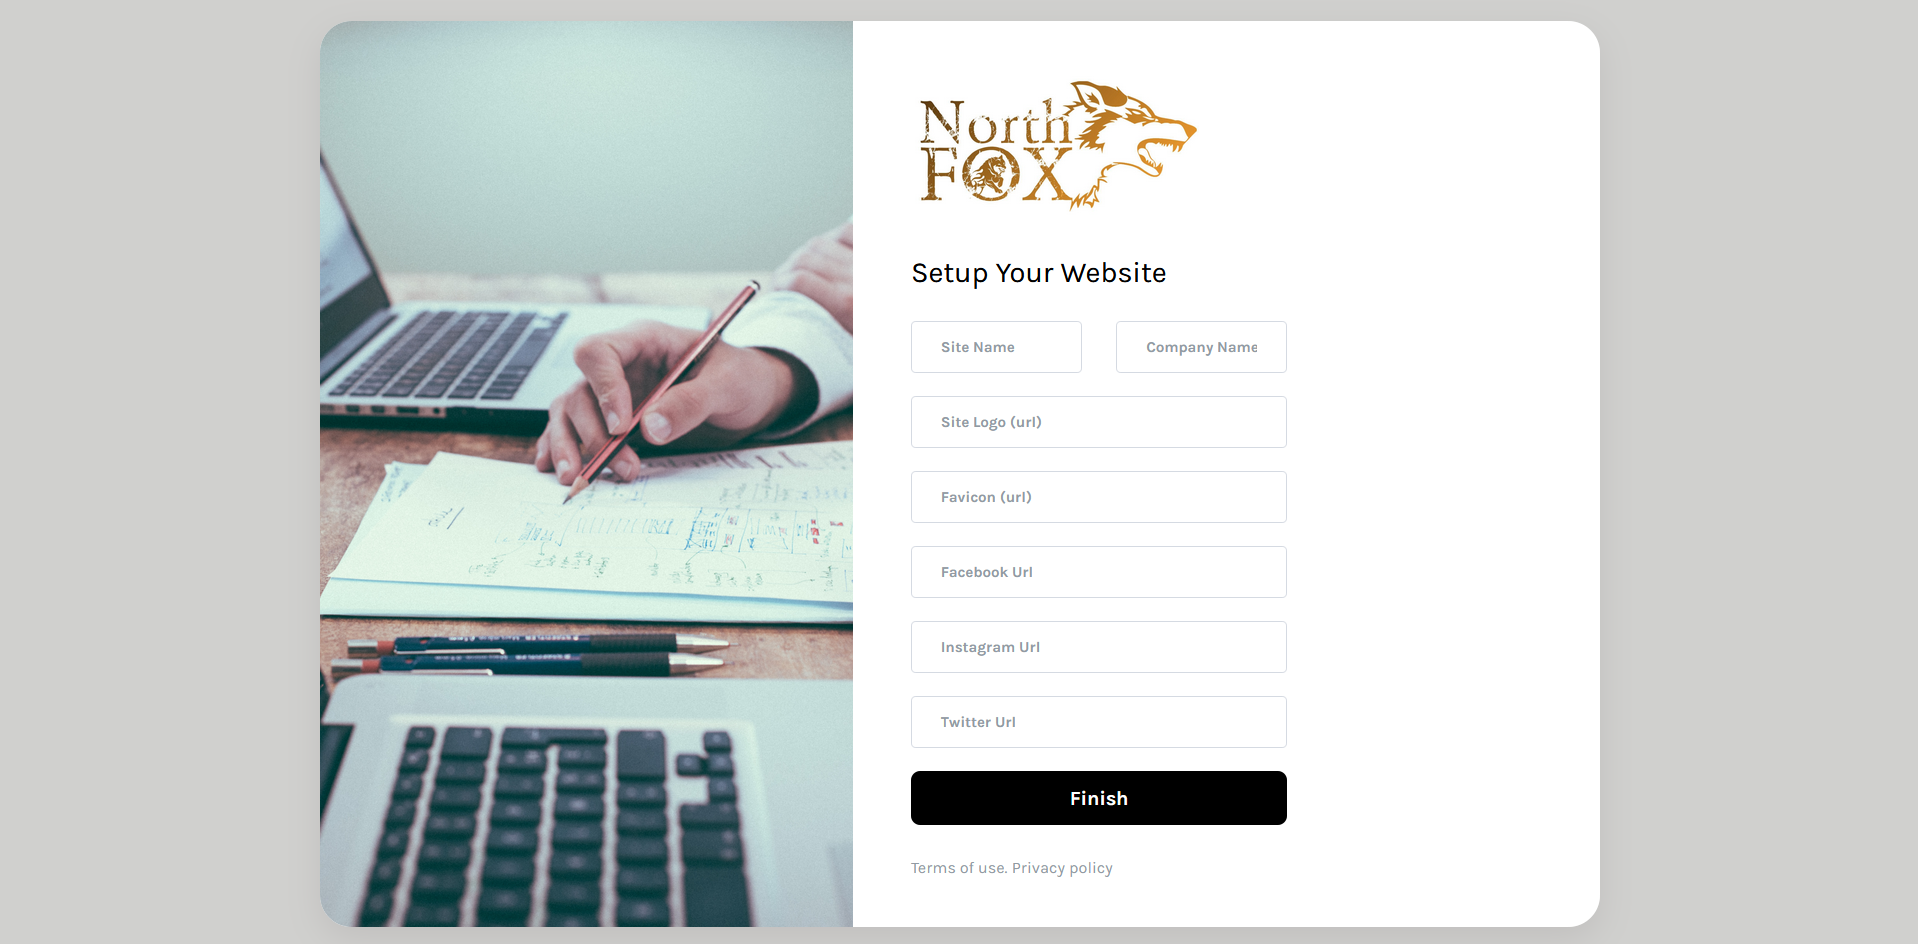 North
FOX
Setup Your Website
Site Name
Company Name
Site Logo (url)
Favicon (url)
Facebook Url
Instagram Url
Twitter Url
Finish
Terms of use. Privacy policy